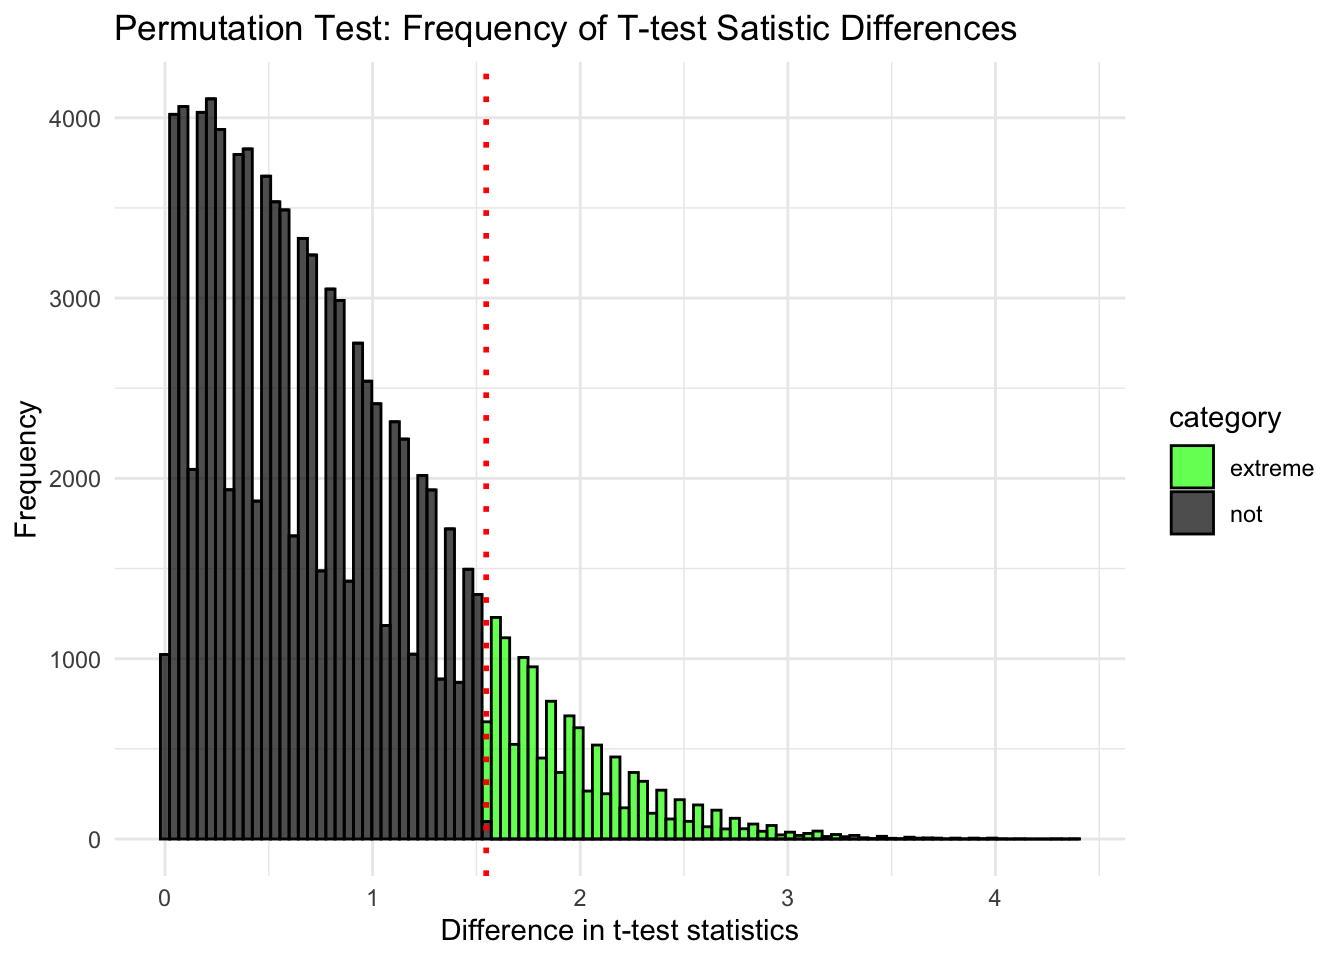 Permutation Test: Frequency of T-test Satistic Differences
4000
3000
2000
1000
0
Frequency
0 1 2 3 4
Difference in t-test statistics
category
extreme
not